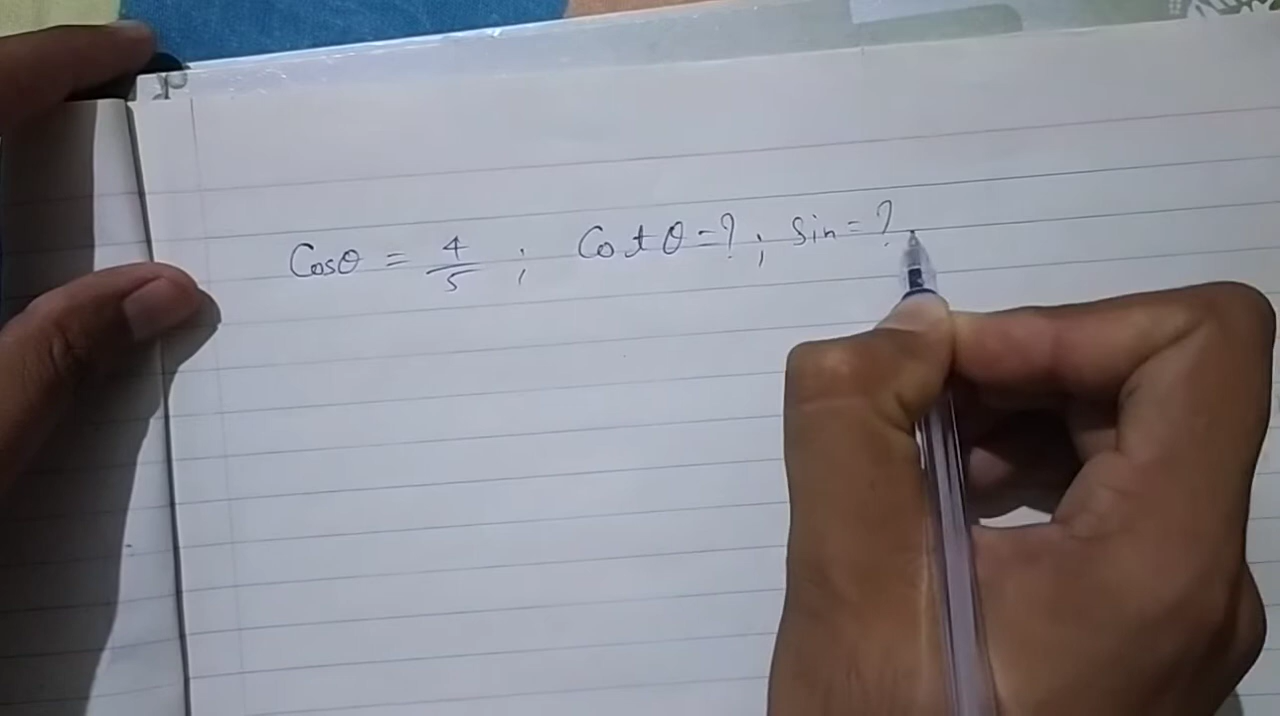 Cosθ = 4/5 ; Cot θ = ? ; Sin = ?